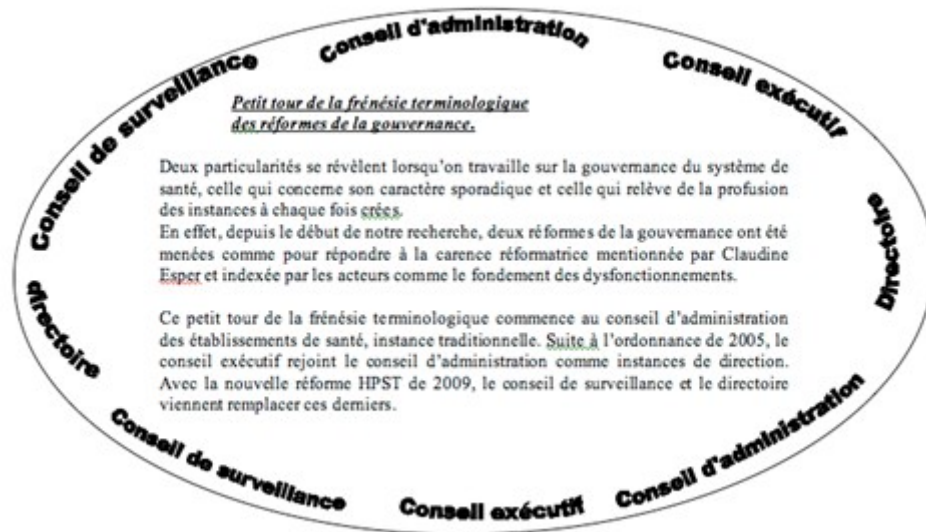 Conseil d'administration
Conseil de surveillance
Conseil exécutif
Petit tour de la frénésie terminologique
des réformes de la gouvernance.
Deux particularités se révèlent lorsqu'on travaille sur la gouvernance du système de
santé, celle qui concerne son caractère sporadique et celle qui relève de la profusion
des instances à chaque fois crées.
En effet, depuis le début de notre recherche, deux réformes de la gouvernance ont été
menées comme pour répondre à la carence réformatrice mentionnée par Claudine
Esper et indexée par les acteurs comme le fondement des dysfonctionnements.
Directoire
directoire
Ce petit tour de la frénésie terminologique commence au conseil d'administration
des établissements de santé, instance traditionnelle. Suite à l'ordonnance de 2005, le
conseil exécutif rejoint le conseil d'administration comme instances de direction.
Avec la nouvelle réforme HPST de 2009, le conseil de surveillance et le directoire
viennent remplacer ces derniers.
Conseil de surveillance
Conseil exécutif
Conseil d'administration